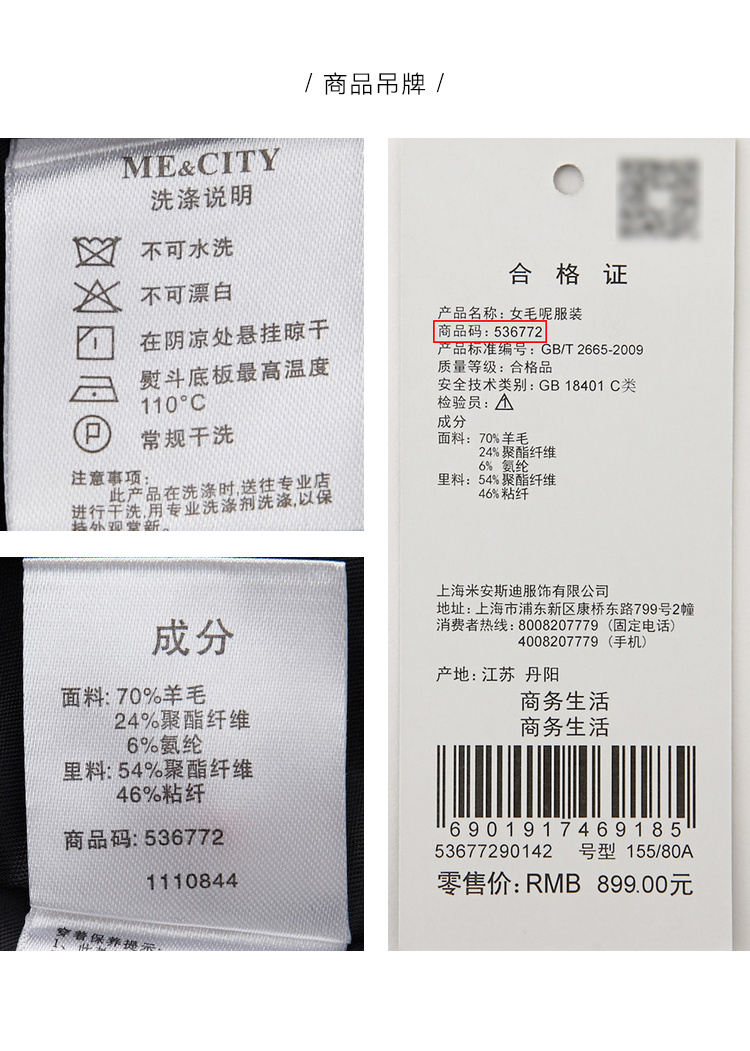 / 商品吊牌 /
ME&CITY
洗涤说明
不可水洗
不可漂白
在阴凉处悬挂晾干
熨斗底板最高温度
110°C
P
常规干洗
注意事项:
此产品在洗涤时,送往专业店
进行干洗,用专业洗涤剂洗涤,以保
持外观常新。
成分
面料: 70%羊毛
24%聚酯纤维
6%氨纶
里料: 54%聚酯纤维
46%粘纤
商品码: 536772
1110844
穿着保养提示:
合格证
产品名称: 女毛呢服装
商品码: 536772
产品标准编号: GB/T 2665-2009
质量等级: 合格品
安全技术类别: GB 18401 C类
检验员: 1
成分
面料: 70%羊毛
24%聚酯纤维
6% 氨纶
里料: 54%聚酯纤维
46%粘纤
上海米安斯迪服饰有限公司
地址: 上海市浦东新区康桥东路799号2幢
消费者热线: 8008207779 (固定电话)
4008207779 (手机)
产地: 江苏 丹阳
商务生活
商务生活
6901917469185
53677290142 号型 155/80A
零售价: RMB 899.00元